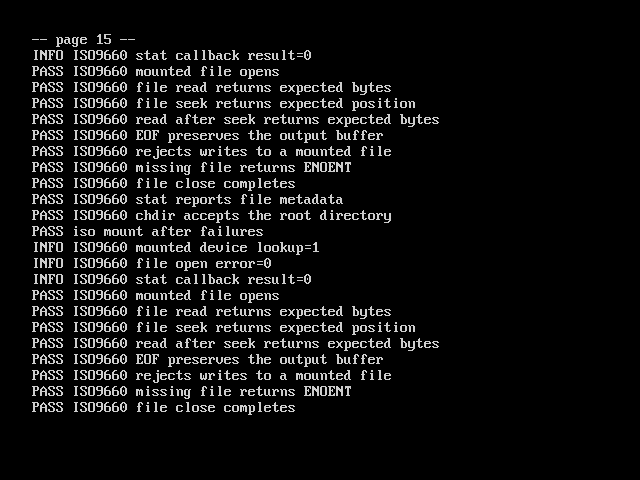 -- page 15 --
INFO ISO9660 stat callback result=0
PASS ISO9660 mounted file opens
PASS ISO9660 file read returns expected bytes
PASS ISO9660 file seek returns expected position
PASS ISO9660 read after seek returns expected bytes
PASS ISO9660 EOF preserves the output buffer
PASS ISO9660 rejects writes to a mounted file
PASS ISO9660 missing file returns ENOENT
PASS ISO9660 file close completes
PASS ISO9660 stat reports file metadata
PASS ISO9660 chdir accepts the root directory
PASS iso mount after failures
INFO ISO9660 mounted device lookup=1
INFO ISO9660 file open error=0
INFO ISO9660 stat callback result=0
PASS ISO9660 mounted file opens
PASS ISO9660 file read returns expected bytes
PASS ISO9660 file seek returns expected position
PASS ISO9660 read after seek returns expected bytes
PASS ISO9660 EOF preserves the output buffer
PASS ISO9660 rejects writes to a mounted file
PASS ISO9660 missing file returns ENOENT
PASS ISO9660 file close completes